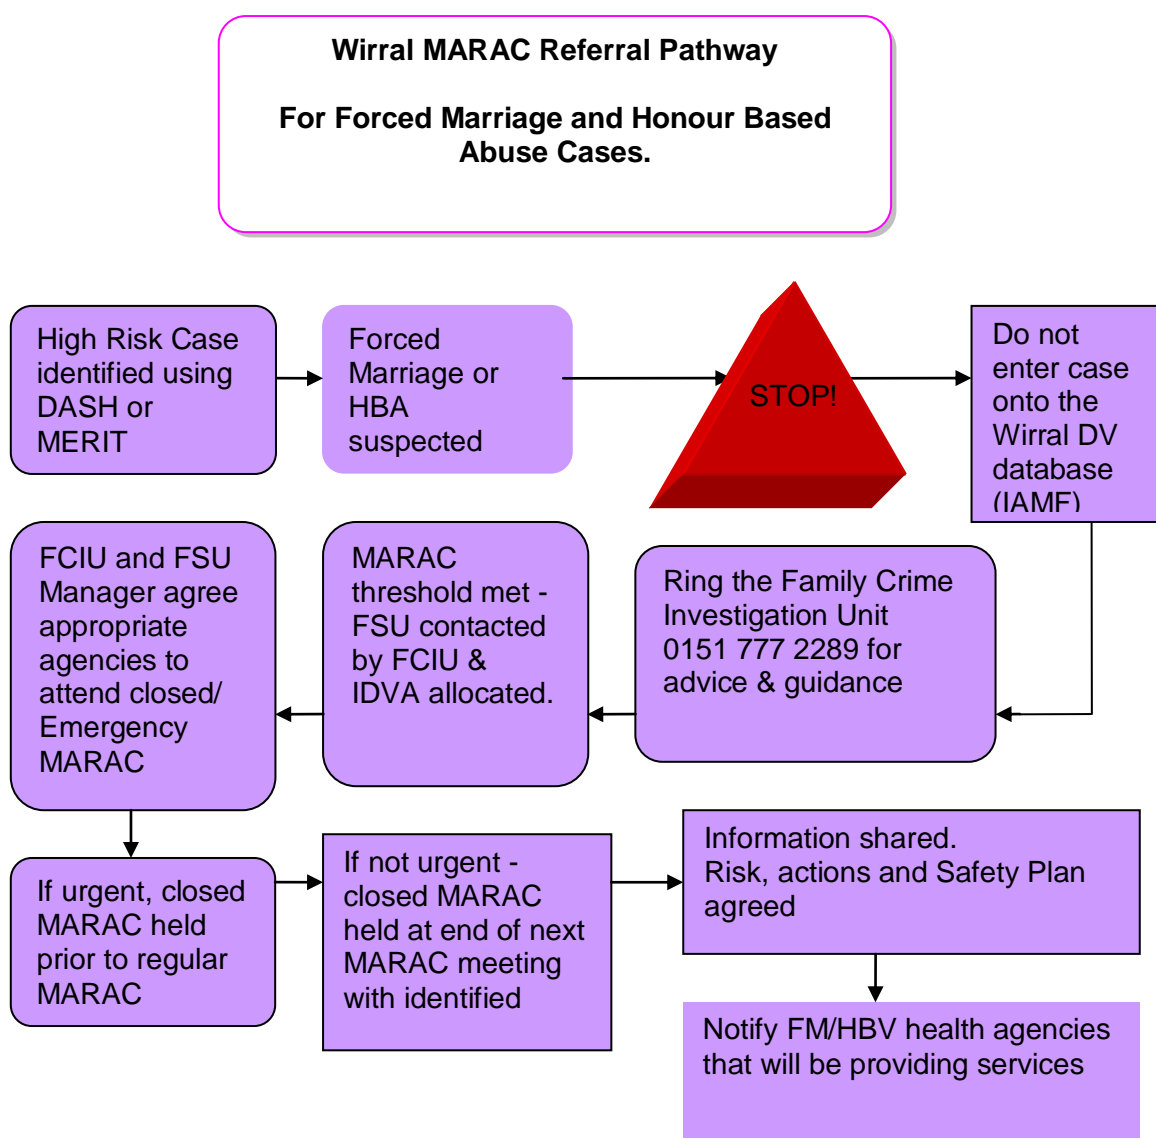 Wirral MARAC Referral Pathway
For Forced Marriage and Honour Based
Abuse Cases.
High Risk Case
identified using
DASH or
MERIT
Forced
Marriage or
HBA
suspected
STOP!
Do not
enter case
onto the
Wirral DV
database
(IAMF)
Ring the Family Crime
Investigation Unit
0151 777 2289 for
advice & guidance
MARAC
threshold met -
FSU contacted
by FCIU &
IDVA allocated.
FCIU and FSU
Manager agree
appropriate
agencies to
attend closed/
Emergency
MARAC
If urgent, closed
MARAC held
prior to regular
MARAC
If not urgent -
closed MARAC
held at end of next
MARAC meeting
with identified
Information shared.
Risk, actions and Safety Plan
agreed
Notify FM/HBV health agencies
that will be providing services